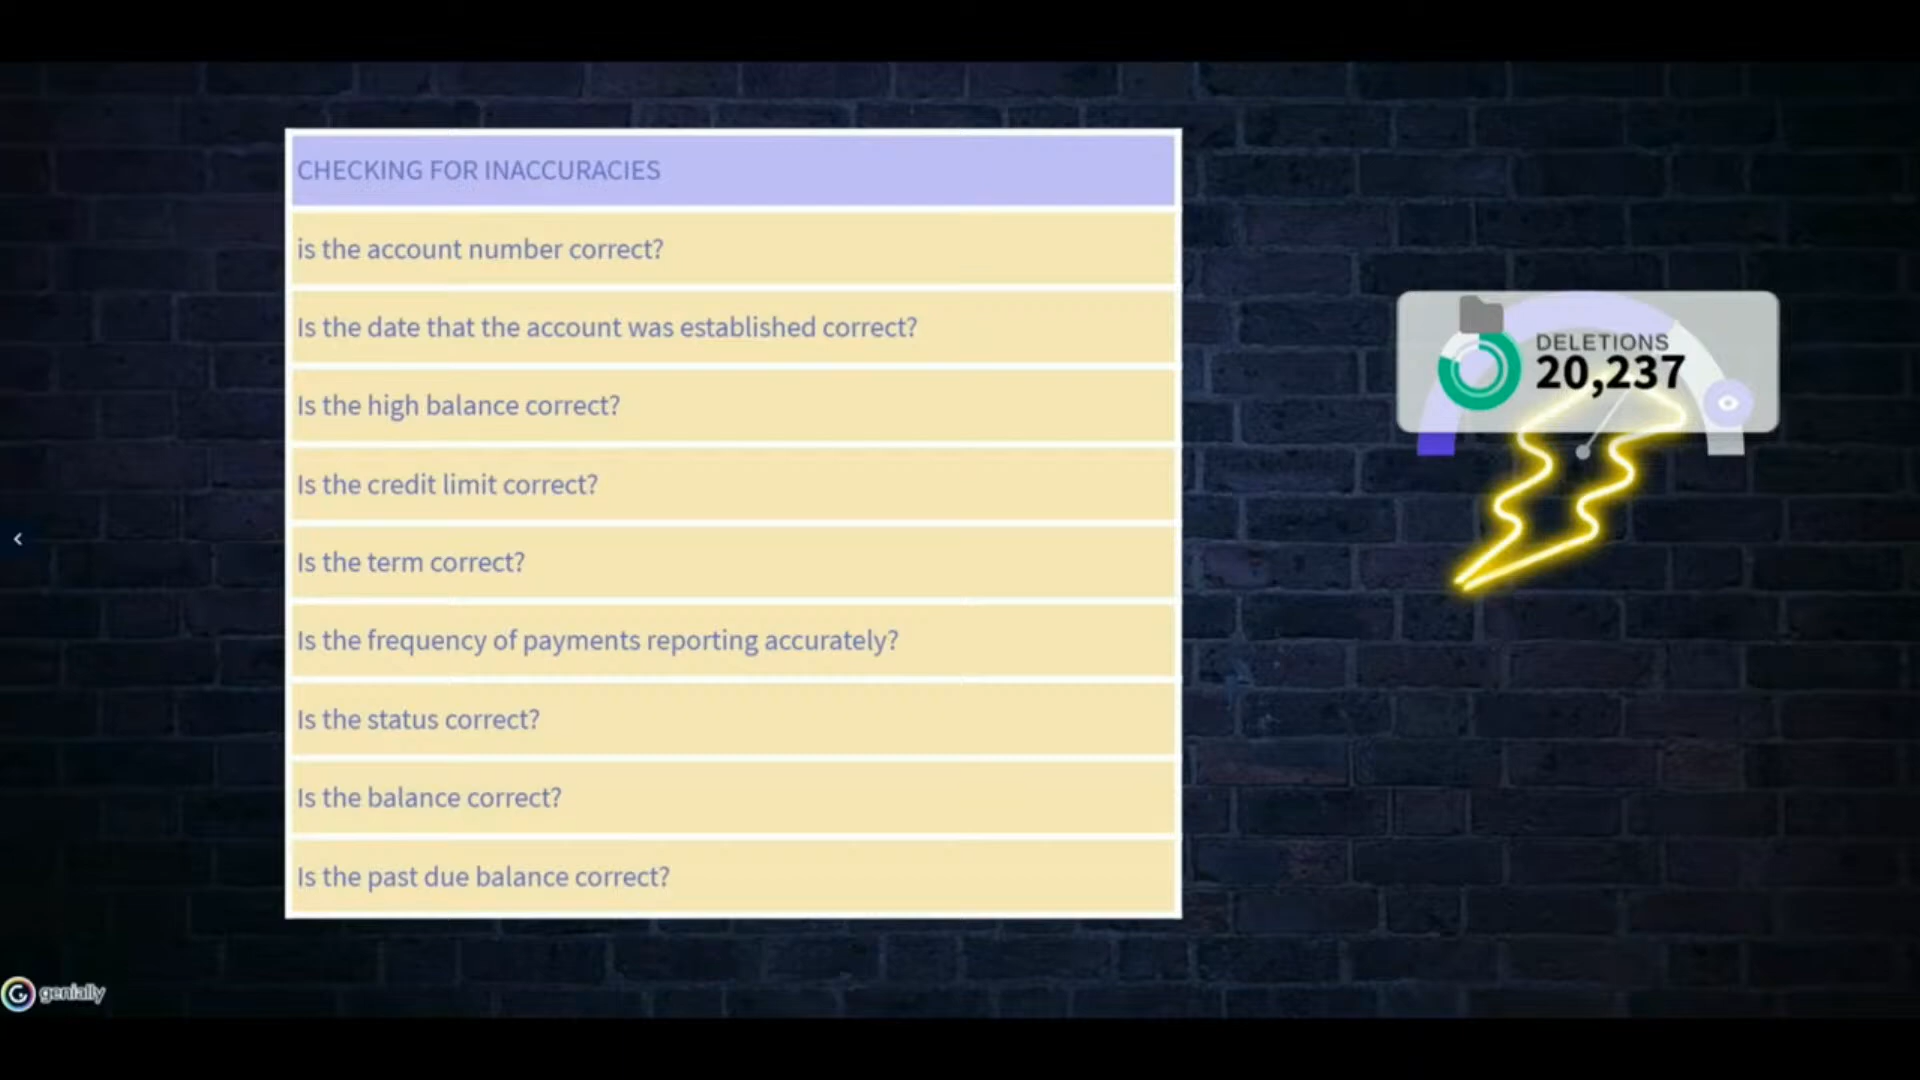 CHECKING FOR INACCURACIES
is the account number correct?
Is the date that the account was established correct?
Is the high balance correct?
Is the credit limit correct?
Is the term correct?
Is the frequency of payments reporting accurately?
Is the status correct?
Is the balance correct?
Is the past due balance correct?
DELETIONS
20,237
genially